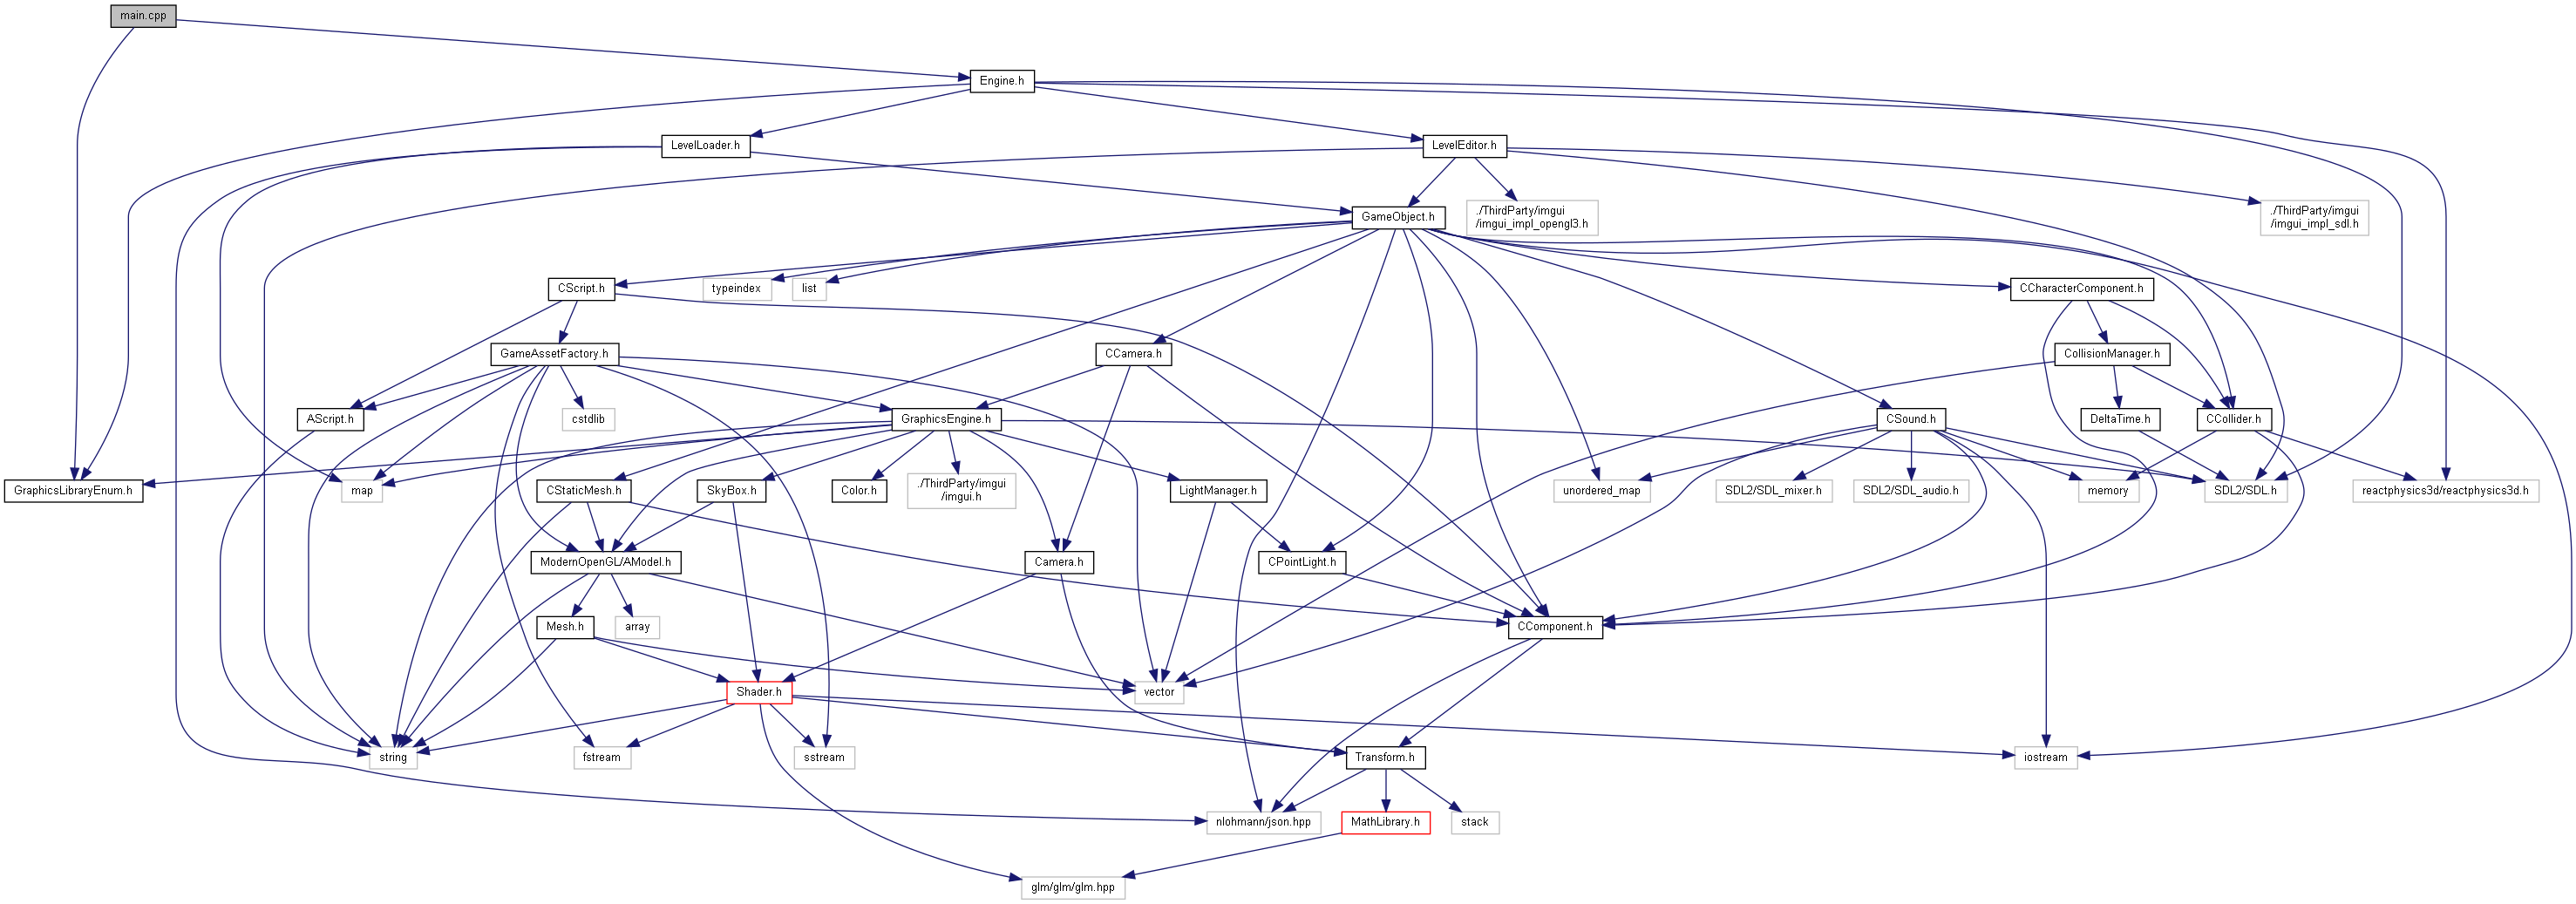 main.cpp
Engine.h
LevelLoader.h
LevelEditor.h
GameObject.h
./ThirdParty/imgui
/imgui_impl_opengl3.h
./ThirdParty/imgui
/imgui_impl_sdl.h
CScript.h
typeindex
list
CCharacterComponent.h
GameAssetFactory.h
CCamera.h
CollisionManager.h
AScript.h
cstdlib
GraphicsEngine.h
CSound.h
DeltaTime.h
CCollider.h
GraphicsLibraryEnum.h
map
CStaticMesh.h
SkyBox.h
Color.h
./ThirdParty/imgui
/imgui.h
LightManager.h
unordered_map
SDL2/SDL_mixer.h
SDL2/SDL_audio.h
memory
SDL2/SDL.h
reactphysics3d/reactphysics3d.h
ModernOpenGL/AModel.h
Camera.h
CPointLight.h
Mesh.h
array
CComponent.h
Shader.h
vector
string
fstream
sstream
Transform.h
iostream
nlohmann/json.hpp
MathLibrary.h
stack
glm/glm/glm.hpp